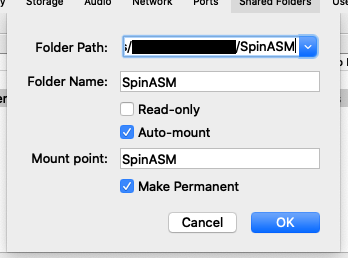 Storage Audio Network Ports Shared Folders
Folder Path: /SpinASM
Folder Name: SpinASM
Read-only
Auto-mount
Mount point: SpinASM
Make Permanent
Cancel OK